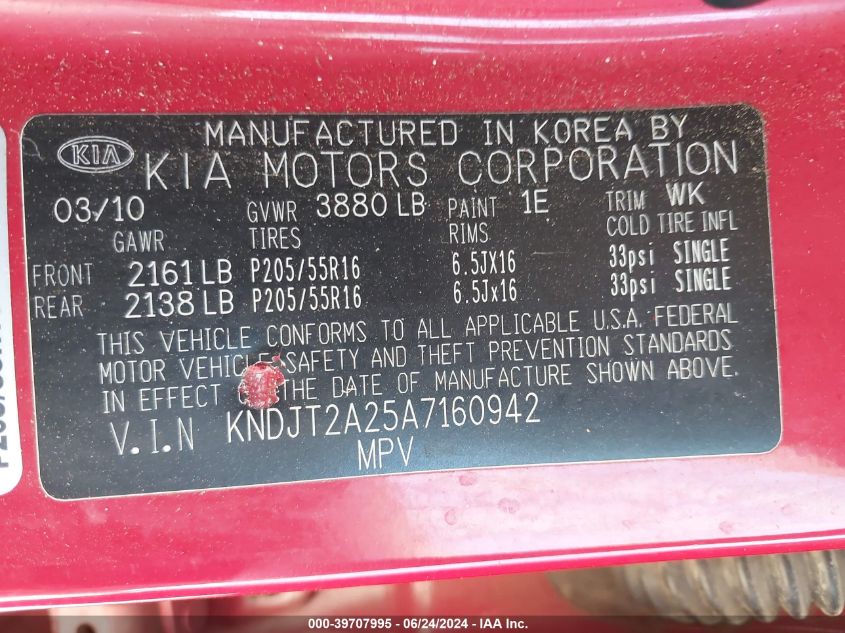 KIA
MANUFACTURED IN KOREA BY
KIA MOTORS CORPORATION
03/10 GVWR 3880 LB PAINT 1E TRIM WK
GAWR TIRES RIMS COLD TIRE INFL
FRONT 2161 LB P205/55R16 6.5JX16 33psi SINGLE
REAR 2138 LB P205/55R16 6.5Jx16 33psi SINGLE
THIS VEHICLE CONFORMS TO ALL APPLICABLE U.S.A. FEDERAL
MOTOR VEHICLE SAFETY AND THEFT PREVENTION STANDARDS
IN EFFECT THE DATE OF MANUFACTURE SHOWN ABOVE.
V.I.N KNDJT2A25A7160942
MPV
000-39707995 - 06/24/2024 - IAA Inc.